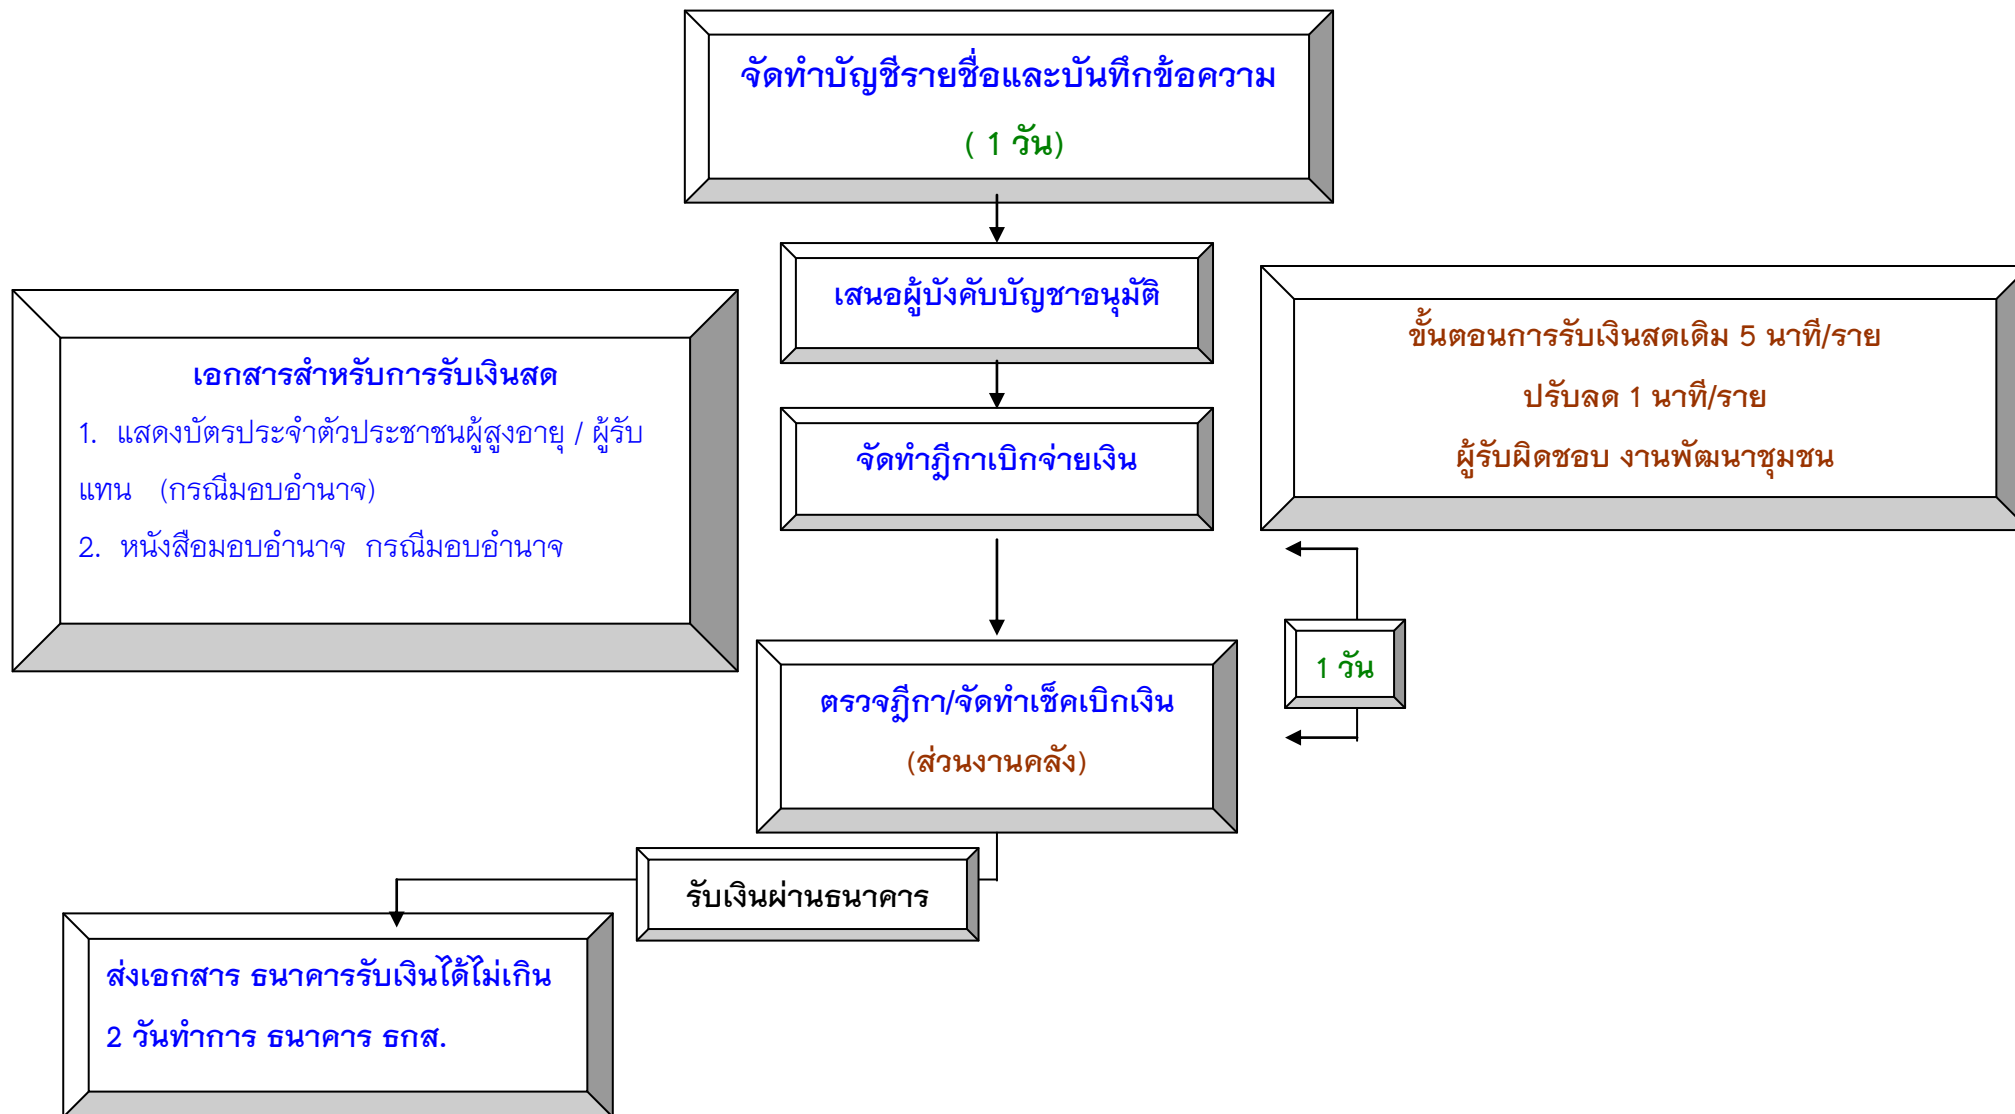 จัดทำบัญชีรายชื่อและบันทึกข้อความ
( 1 วัน)
เสนอผู้บังคับบัญชาอนุมัติ
เอกสารสำหรับการรับเงินสด
1. แสดงบัตรประจำตัวประชาชนผู้สูงอายุ / ผู้รับ
แทน (กรณีมอบอำนาจ)
2. หนังสือมอบอำนาจ กรณีมอบอำนาจ
ขั้นตอนการรับเงินสดเดิม 5 นาที/ราย
ปรับลด 1 นาที/ราย
ผู้รับผิดชอบ งานพัฒนาชุมชน
จัดทำฎีกาเบิกจ่ายเงิน
1 วัน
ตรวจฎีกา/จัดทำเช็คเบิกเงิน
(ส่วนงานคลัง)
รับเงินผ่านธนาคาร
ส่งเอกสาร ธนาคารรับเงินได้ไม่เกิน
2 วันทำการ ธนาคาร ธกส.